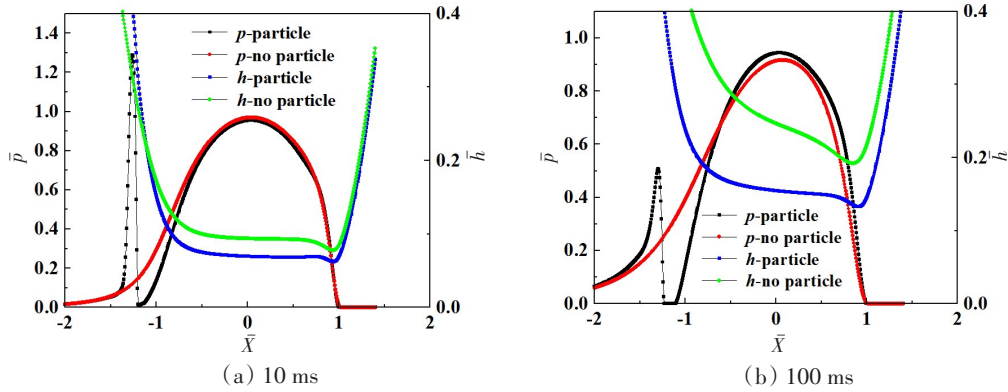 1.4
1.2
1.0
0.8
0.6
0.4
0.2
0.0
p̄
-2
-1
0
1
2
X̄
0.4
0.2
0.0
h̄
p-particle
p-no particle
h-particle
h-no particle
(a) 10 ms
1.0
0.8
0.6
0.4
0.2
0.0
p̄
-2
-1
0
1
2
X̄
0.4
0.2
0.0
h̄
p-particle
p-no particle
h-particle
h-no particle
(b) 100 ms